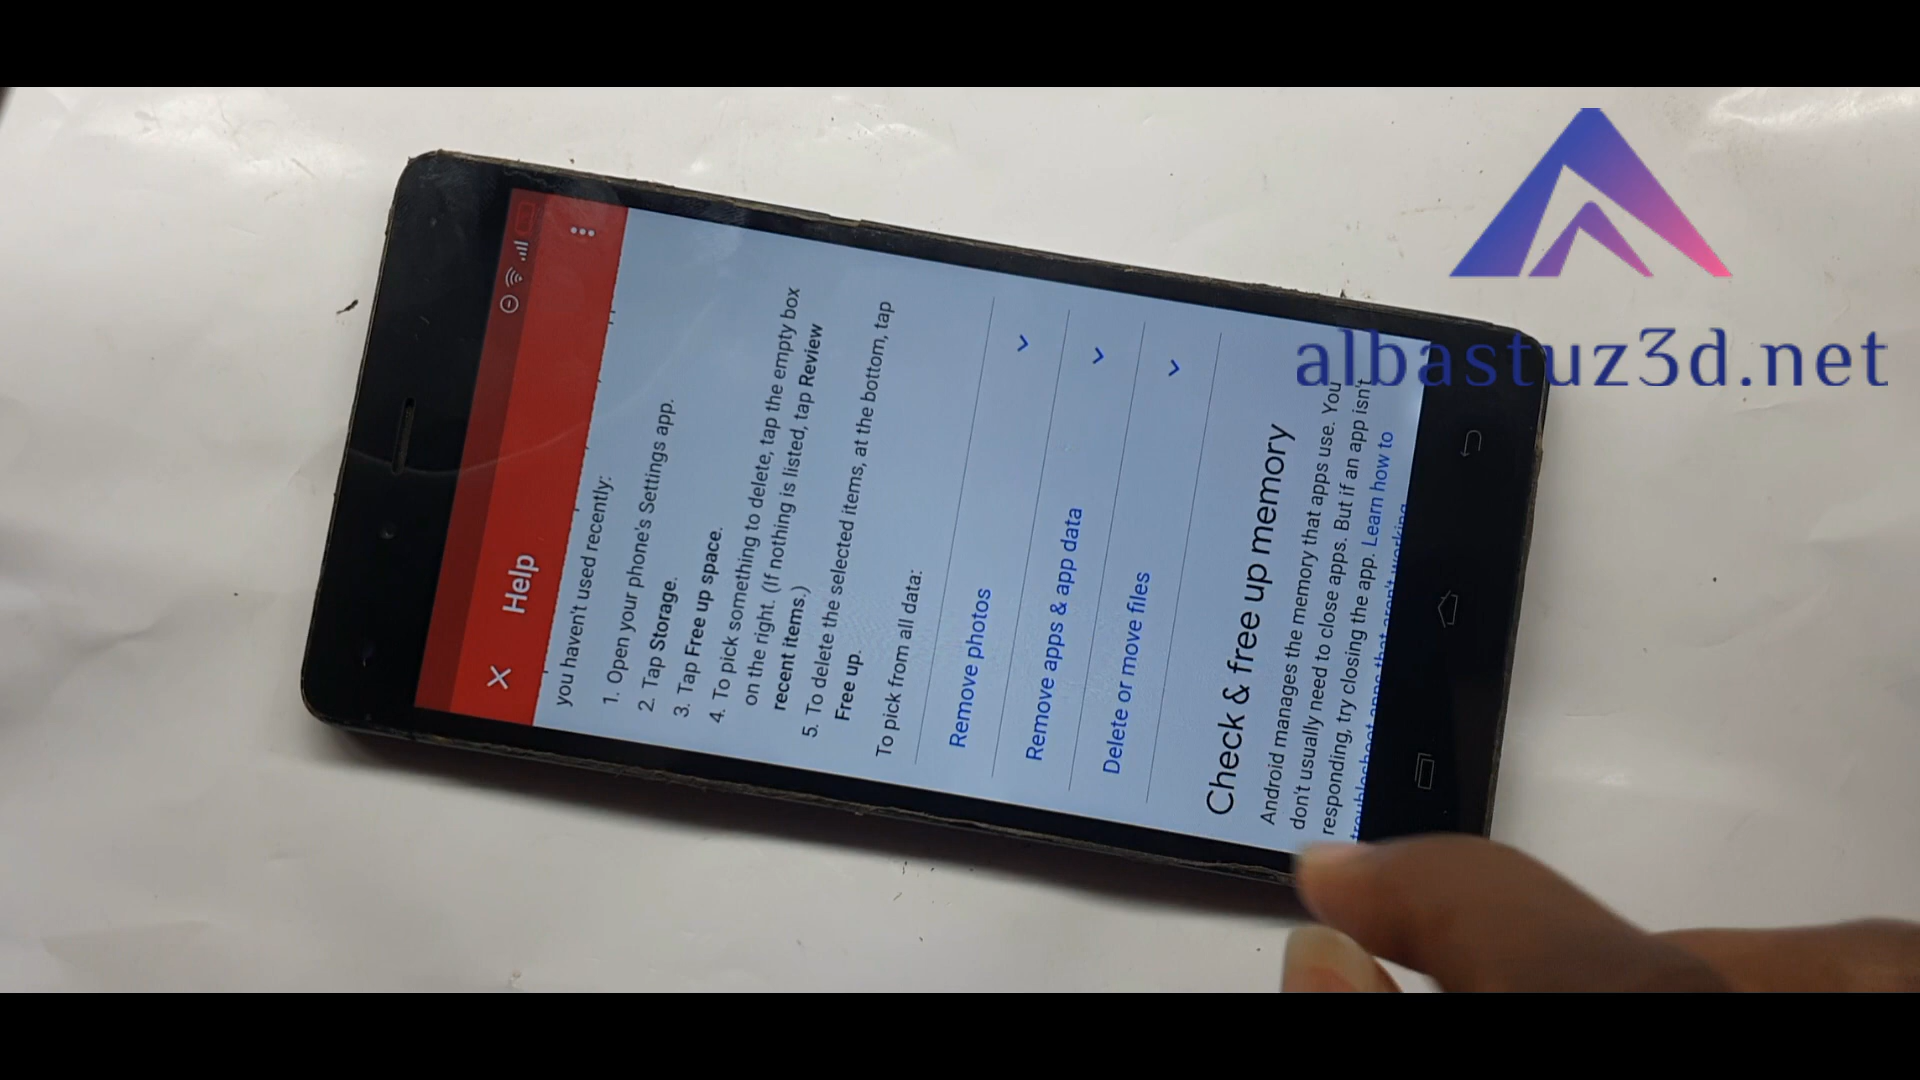 Help
you haven't used recently:
1. Open your phone's Settings app.
2. Tap Storage.
3. Tap Free up space.
4. To pick something to delete, tap the empty box
on the right. (If nothing is listed, tap Review
recent items.)
5. To delete the selected items, at the bottom, tap
Free up.
To pick from all data:
Remove photos
Remove apps & app data
Delete or move files
Check & free up memory
Android manages the memory that apps use. You
don't usually need to close apps. But if an app isn't
responding, try closing the app. Learn how to
troubleshoot apps that aren't working
albastuz3d.net